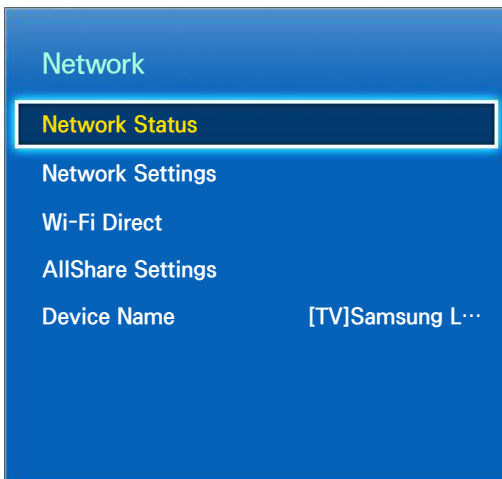 Network
Network Status
Network Settings
Wi-Fi Direct
AllShare Settings
Device Name [TV]Samsung L···